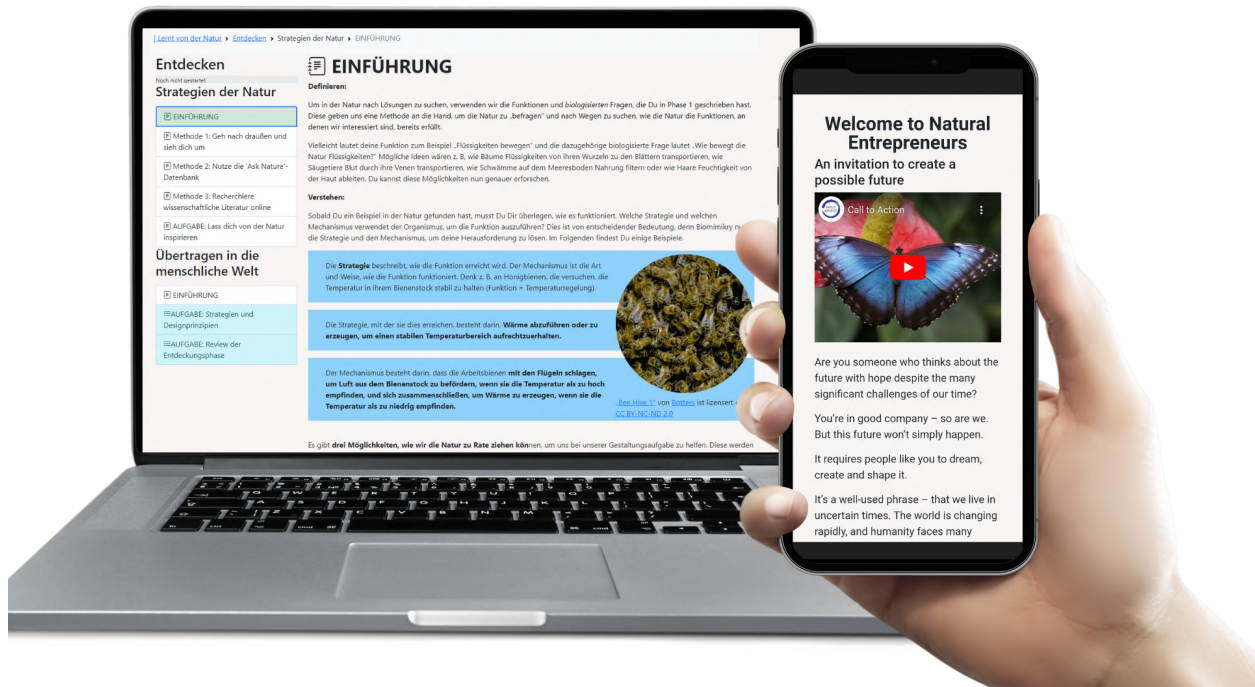 | Lernt von der Natur ▸ Entdecken ▸ Strategien der Natur ▸ EINFÜHRUNG
Entdecken
Noch nicht gestartet
Strategien der Natur
EINFÜHRUNG
Methode 1: Geh nach draußen und
sieh dich um
Methode 2: Nutze die 'Ask Nature'-
Datenbank
Methode 3: Recherchiere
wissenschaftliche Literatur online
AUFGABE: Lass dich von der Natur
inspirieren
Übertragen in die
menschliche Welt
EINFÜHRUNG
AUFGABE: Strategien und
Designprinzipien
AUFGABE: Review der
Entdeckungsphase
EINFÜHRUNG
Definieren:
Um in der Natur nach Lösungen zu suchen, verwenden wir die Funktionen und biologisierten Fragen, die Du in Phase 1 geschrieben hast.
Diese geben uns eine Methode an die Hand, um die Natur zu „befragen" und nach Wegen zu suchen, wie die Natur die Funktionen, an
denen wir interessiert sind, bereits erfüllt.
Vielleicht lautet deine Funktion zum Beispiel „Flüssigkeiten bewegen" und die dazugehörige biologisierte Frage lautet „Wie bewegt die
Natur Flüssigkeiten?" Mögliche Ideen wären z. B, wie Bäume Flüssigkeiten von ihren Wurzeln zu den Blättern transportieren, wie
Säugetiere Blut durch ihre Venen transportieren, wie Schwämme auf dem Meeresboden Nahrung filtern oder wie Haare Feuchtigkeit von
der Haut ableiten. Du kannst diese Möglichkeiten nun genauer erforschen.
Verstehen:
Sobald Du ein Beispiel in der Natur gefunden hast, musst Du Dir überlegen, wie es funktioniert. Welche Strategie und welchen
Mechanismus verwendet der Organismus, um die Funktion auszuführen? Dies ist von entscheidender Bedeutung, denn Biomimikry
die Strategie und den Mechanismus, um deine Herausforderung zu lösen. Im Folgenden findest Du einige Beispiele.
Die Strategie beschreibt, wie die Funktion erreicht wird. Der Mechanismus ist die Art
und Weise, wie die Funktion funktioniert. Denk z. B. an Honigbienen, die versuchen, die
Temperatur in ihrem Bienenstock stabil zu halten (Funktion = Temperaturregelung).
Die Strategie, mit der sie dies erreichen, besteht darin, Wärme abzuführen oder zu
erzeugen, um einen stabilen Temperaturbereich aufrechtzuerhalten.
Der Mechanismus besteht darin, dass die Arbeitsbienen mit den Flügeln schlagen,
um Luft aus dem Bienenstock zu befördern, wenn sie die Temperatur als zu hoch
empfinden, und sich zusammenschließen, um Wärme zu erzeugen, wenn sie die
Temperatur als zu niedrig empfinden.
„Bee Hive 1" von Botters ist lizensert
CC BY-NC-ND 2.0
Es gibt drei Möglichkeiten, wie wir die Natur zu Rate ziehen können, um uns bei unserer Gestaltungsaufgabe zu helfen. Diese werden
Welcome to Natural
Entrepreneurs
An invitation to create a
possible future
Call to Action
Are you someone who thinks about the
future with hope despite the many
significant challenges of our time?
You're in good company – so are we.
But this future won't simply happen.
It requires people like you to dream,
create and shape it.
It's a well-used phrase – that we live in
uncertain times. The world is changing
rapidly, and humanity faces many